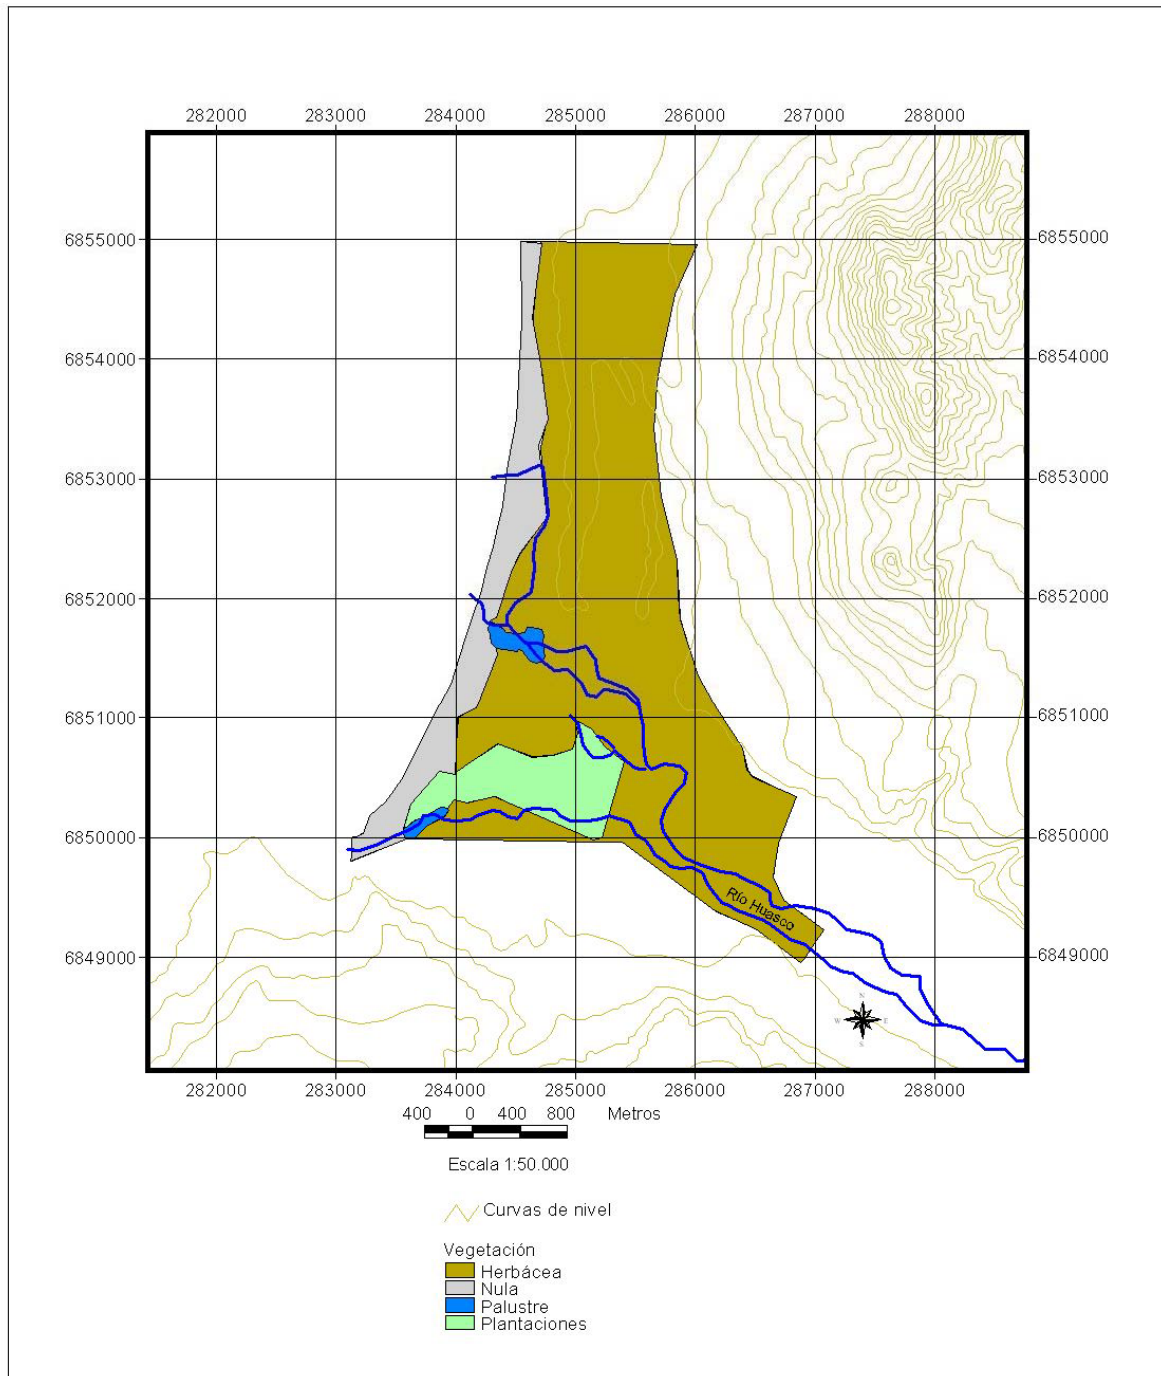 282000 283000 284000 285000 286000 287000 288000
6855000 6855000
6854000 6854000
6853000 6853000
6852000 6852000
6851000 6851000
6850000 6850000
Río Huasco
6849000 6849000
N
W E
S
282000 283000 284000 285000 286000 287000 288000
400 0 400 800 Metros
Escala 1:50.000
Curvas de nivel
Vegetación
Herbácea
Nula
Palustre
Plantaciones